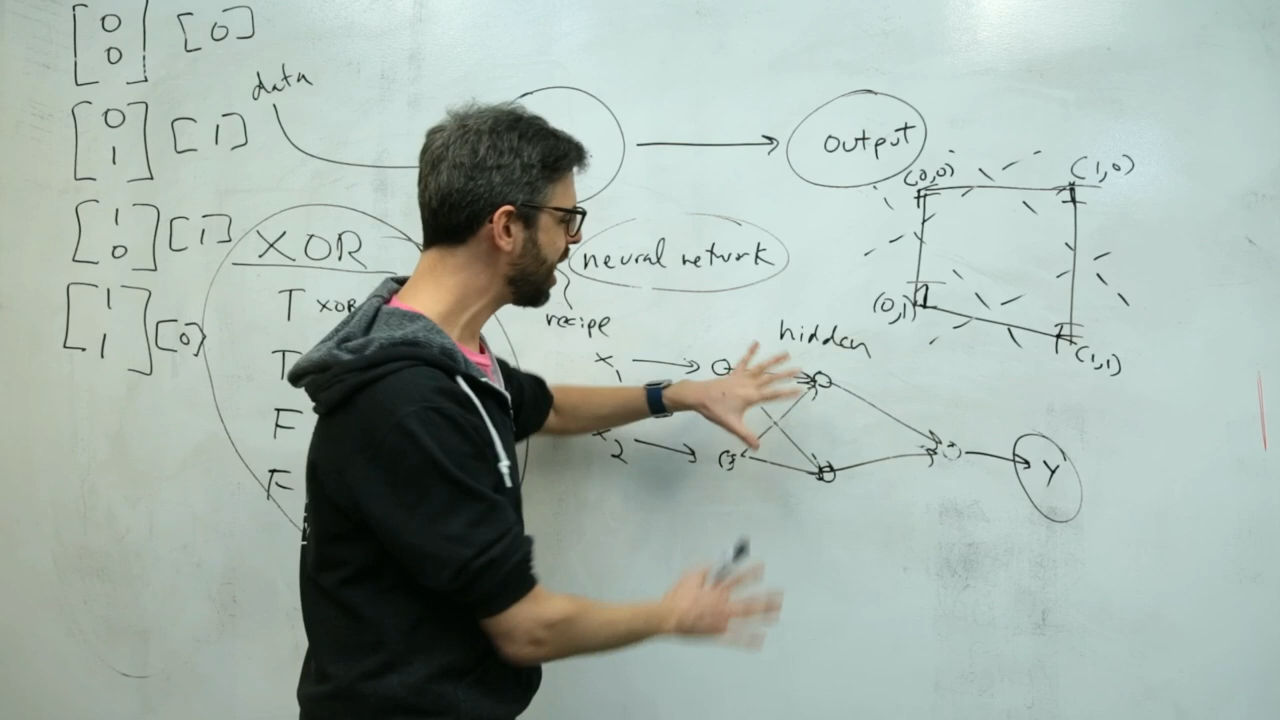 [0 0] [0]
data
[0 1] [1]
[1 0] [1]
[1 1] [0]
XOR
T XOR
T
F
F
output
neural network
recipe
hidden
x1
x2
y
(0,0)
(1,0)
(0,1)
(1,1)